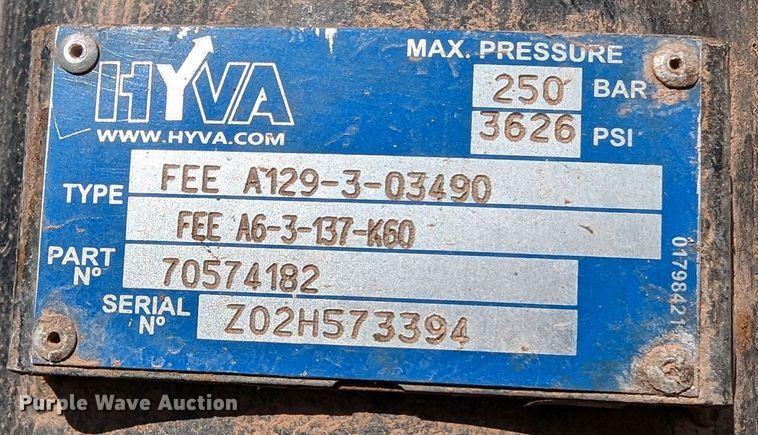 HYVA
WWW.HYVA.COM
MAX. PRESSURE
250 BAR
3626 PSI
TYPE FEE A129-3-03490
FEE A6-3-137-K60
PART Nº 70574182
SERIAL Nº Z02H573394
01798421
Purple Wave Auction